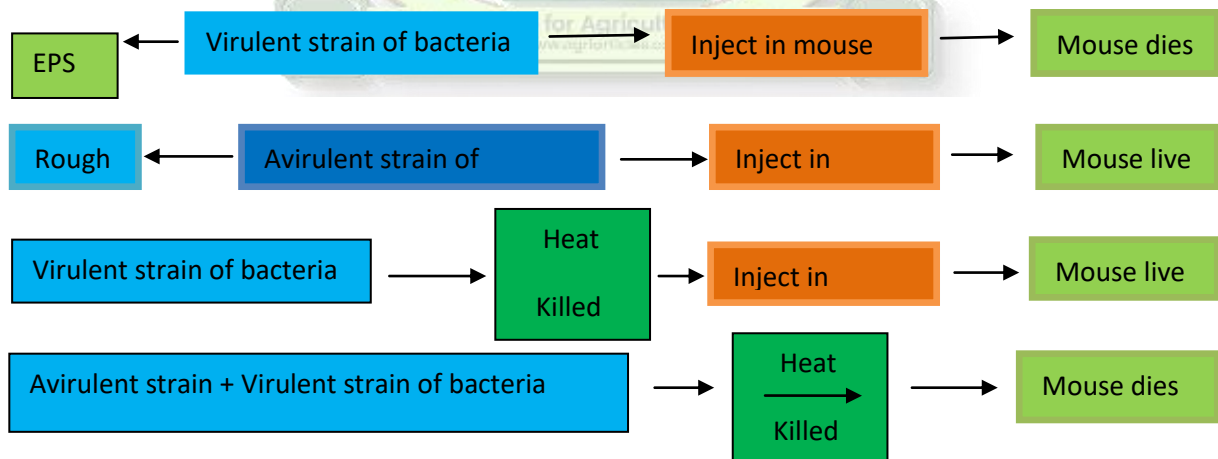 for Agricult
EPS
Virulent strain of bacteria
Inject in mouse
Mouse dies
Rough
Avirulent strain of
Inject in
Mouse live
Virulent strain of bacteria
Heat
Killed
Inject in
Mouse live
Avirulent strain + Virulent strain of bacteria
Heat
Killed
Mouse dies